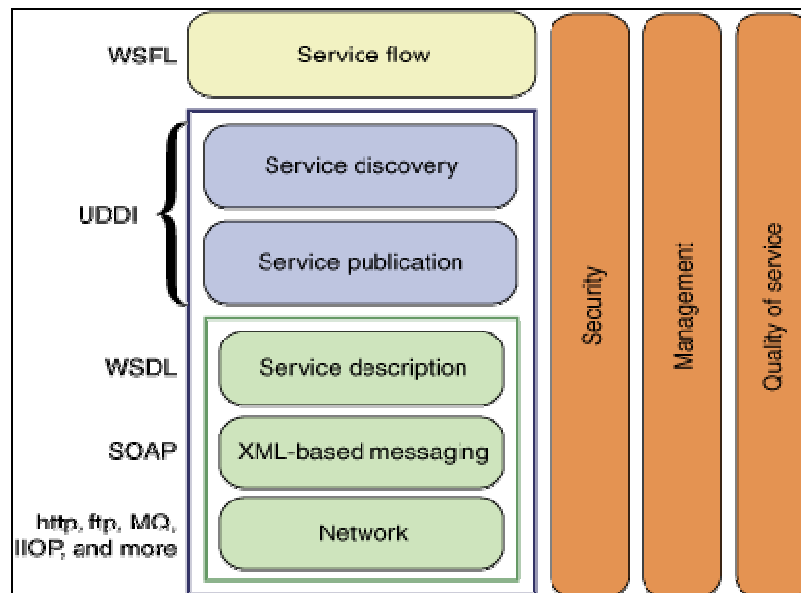 WSFL
Service flow
Service discovery
UDDI
Service publication
WSDL
Service description
SOAP
XML-based messaging
http, ftp, MQ,
IIOP, and more
Network
Security
Management
Quality of service